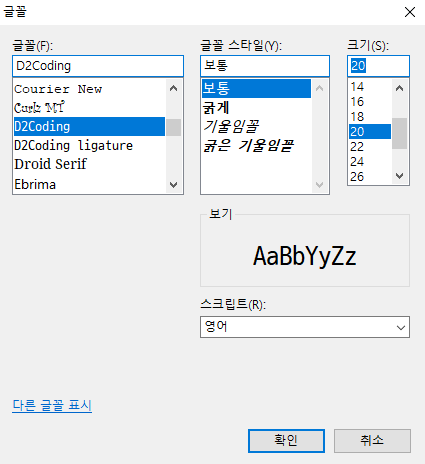 글꼴
글꼴(F):
D2Coding
Courier New
Curlz MT
D2Coding
D2Coding ligature
Droid Serif
Ebrima
글꼴 스타일(Y):
보통
보통
굵게
기울임꼴
굵은 기울임꼴
크기(S):
20
14
16
18
20
22
24
26
보기
AaBbYyZz
스크립트(R):
영어
다른 글꼴 표시
확인
취소